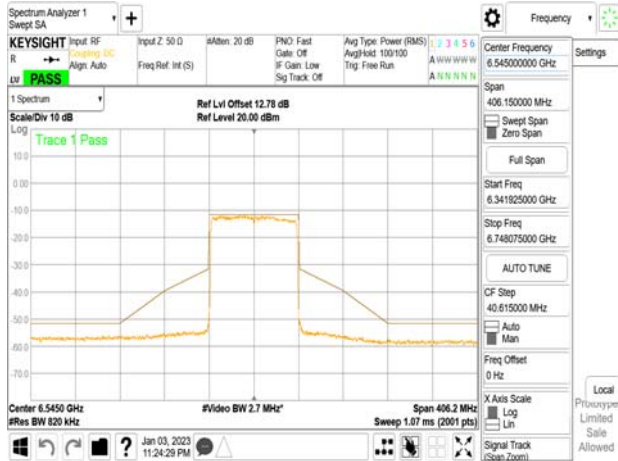 Spectrum Analyzer 1
Swept SA
Frequency
KEYSIGHT
Input: RF
Coupling: DC
Align: Auto
Input Z: 50 Ω
Freq Ref: Int (S)
#Atten: 20 dB
PNO: Fast
Gate: Off
IF Gain: Low
Sig Track: Off
Avg Type: Power (RMS)
Avg|Hold: 100/100
Trig: Free Run
1 2 3 4 5 6
A W W W W W
A N N N N N
R
LVI PASS
Settings
Center Frequency
6.545000000 GHz
Span
406.150000 MHz
Swept Span
Zero Span
Full Span
Start Freq
6.341925000 GHz
Stop Freq
6.748075000 GHz
AUTO TUNE
CF Step
40.615000 MHz
Auto
Man
Freq Offset
0 Hz
X Axis Scale
Log
Lin
Signal Track
(Span Zoom)
Local
Prototype
Limited
Sale
Allowed
1 Spectrum
Scale/Div 10 dB
Ref Lvl Offset 12.78 dB
Ref Level 20.00 dBm
Log
Trace 1 Pass
10.0
0.00
-10.0
-20.0
-30.0
-40.0
-50.0
-60.0
-70.0
Center 6.5450 GHz
#Video BW 2.7 MHz*
Span 406.2 MHz
#Res BW 820 kHz
Sweep 1.07 ms (2001 pts)
?
Jan 03, 2023
11:24:29 PM